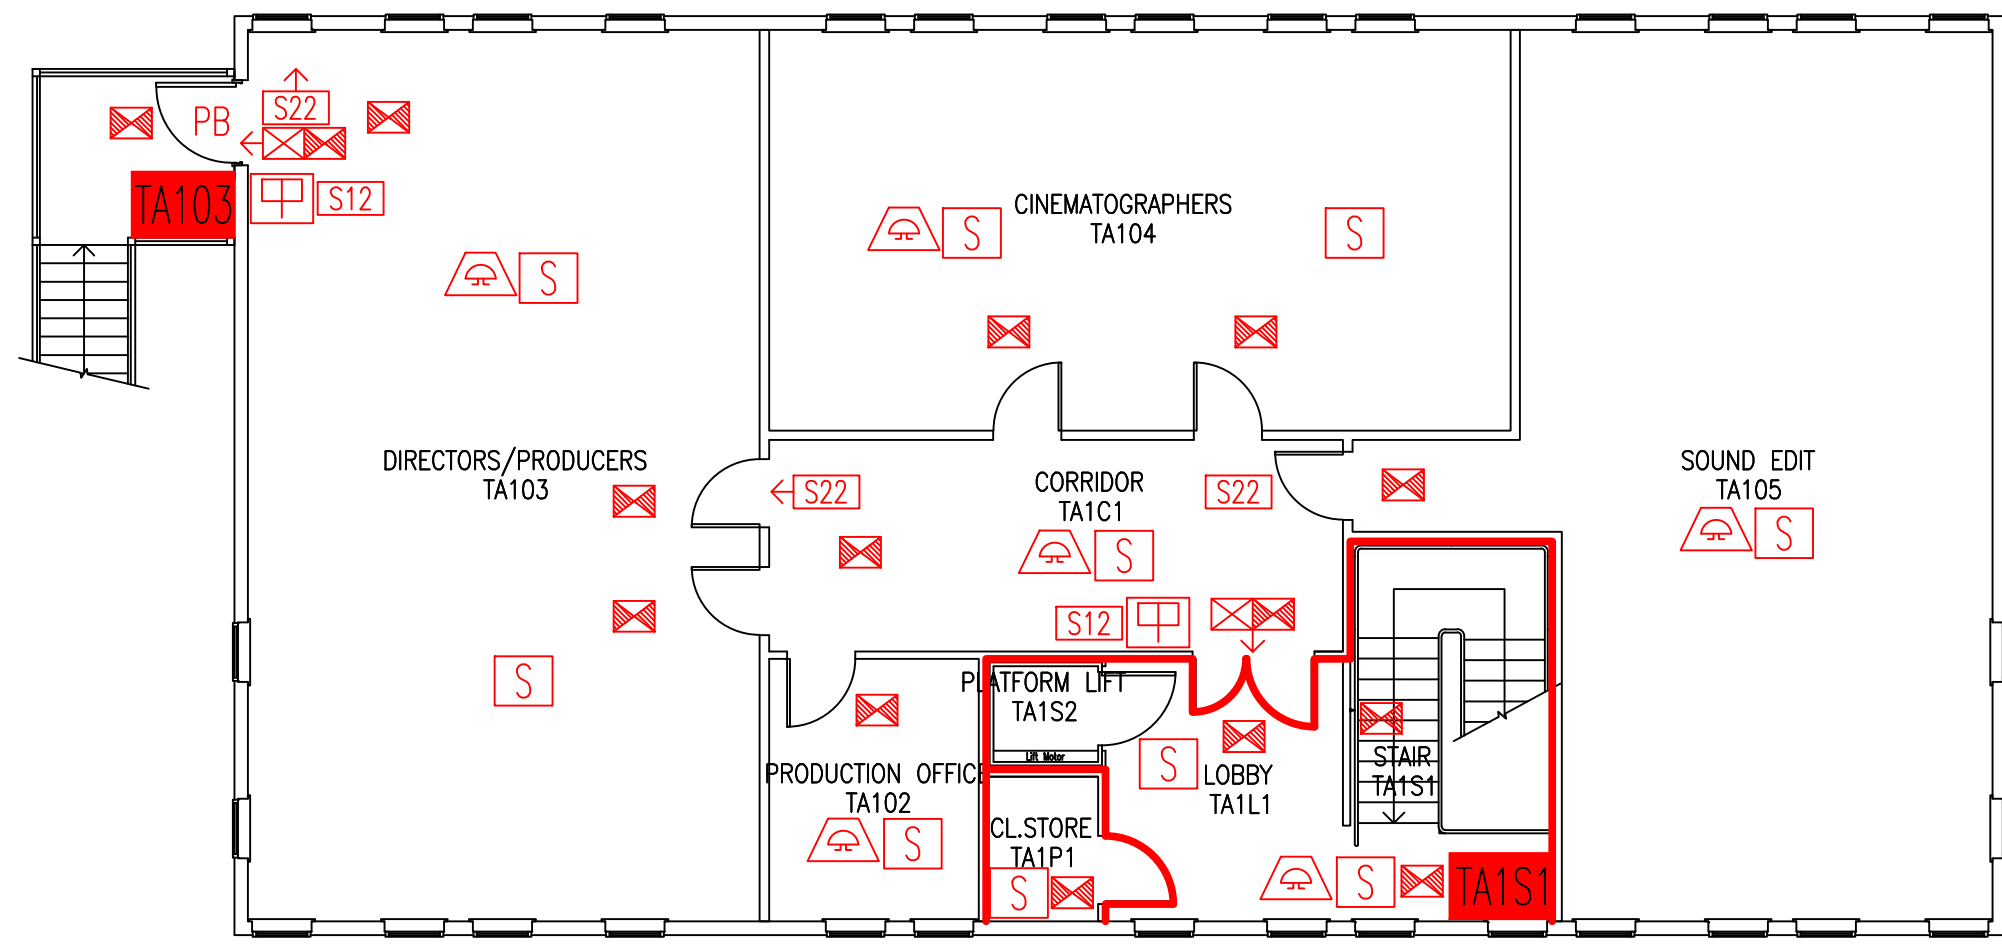 S22
PB
TA103
S12
CINEMATOGRAPHERS
TA104
S
S
S
DIRECTORS/PRODUCERS
TA103
S22
CORRIDOR
TA1C1
S22
SOUND EDIT
TA105
S
S
S12
S
PLATFORM LIFT
TA1S2
Lift Motor
S
STAIR
TA1S1
LOBBY
TA1L1
PRODUCTION OFFICE
TA102
S
CL.STORE
TA1P1
S
S
TA1S1